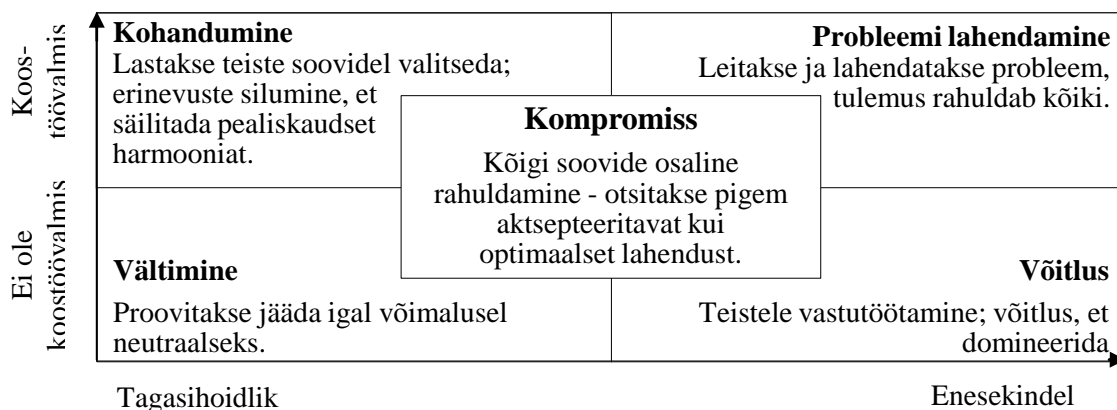 Koos-
töövalmis
Kohandumine
Lastakse teiste soovidel valitseda;
erinevuste silumine, et
säilitada pealiskaudset
harmooniat.
Probleemi lahendamine
Leitakse ja lahendatakse probleem,
tulemus rahuldab kõiki.
Kompromiss
Kõigi soovide osaline
rahuldamine - otsitakse pigem
aktsepteeritavat kui
optimaalset lahendust.
Ei ole
koostöövalmis
Vältimine
Proovitakse jääda igal võimalusel
neutraalseks.
Võitlus
Teistele vastutöötamine; võitlus, et
domineerida
Tagasihoidlik
Enesekindel